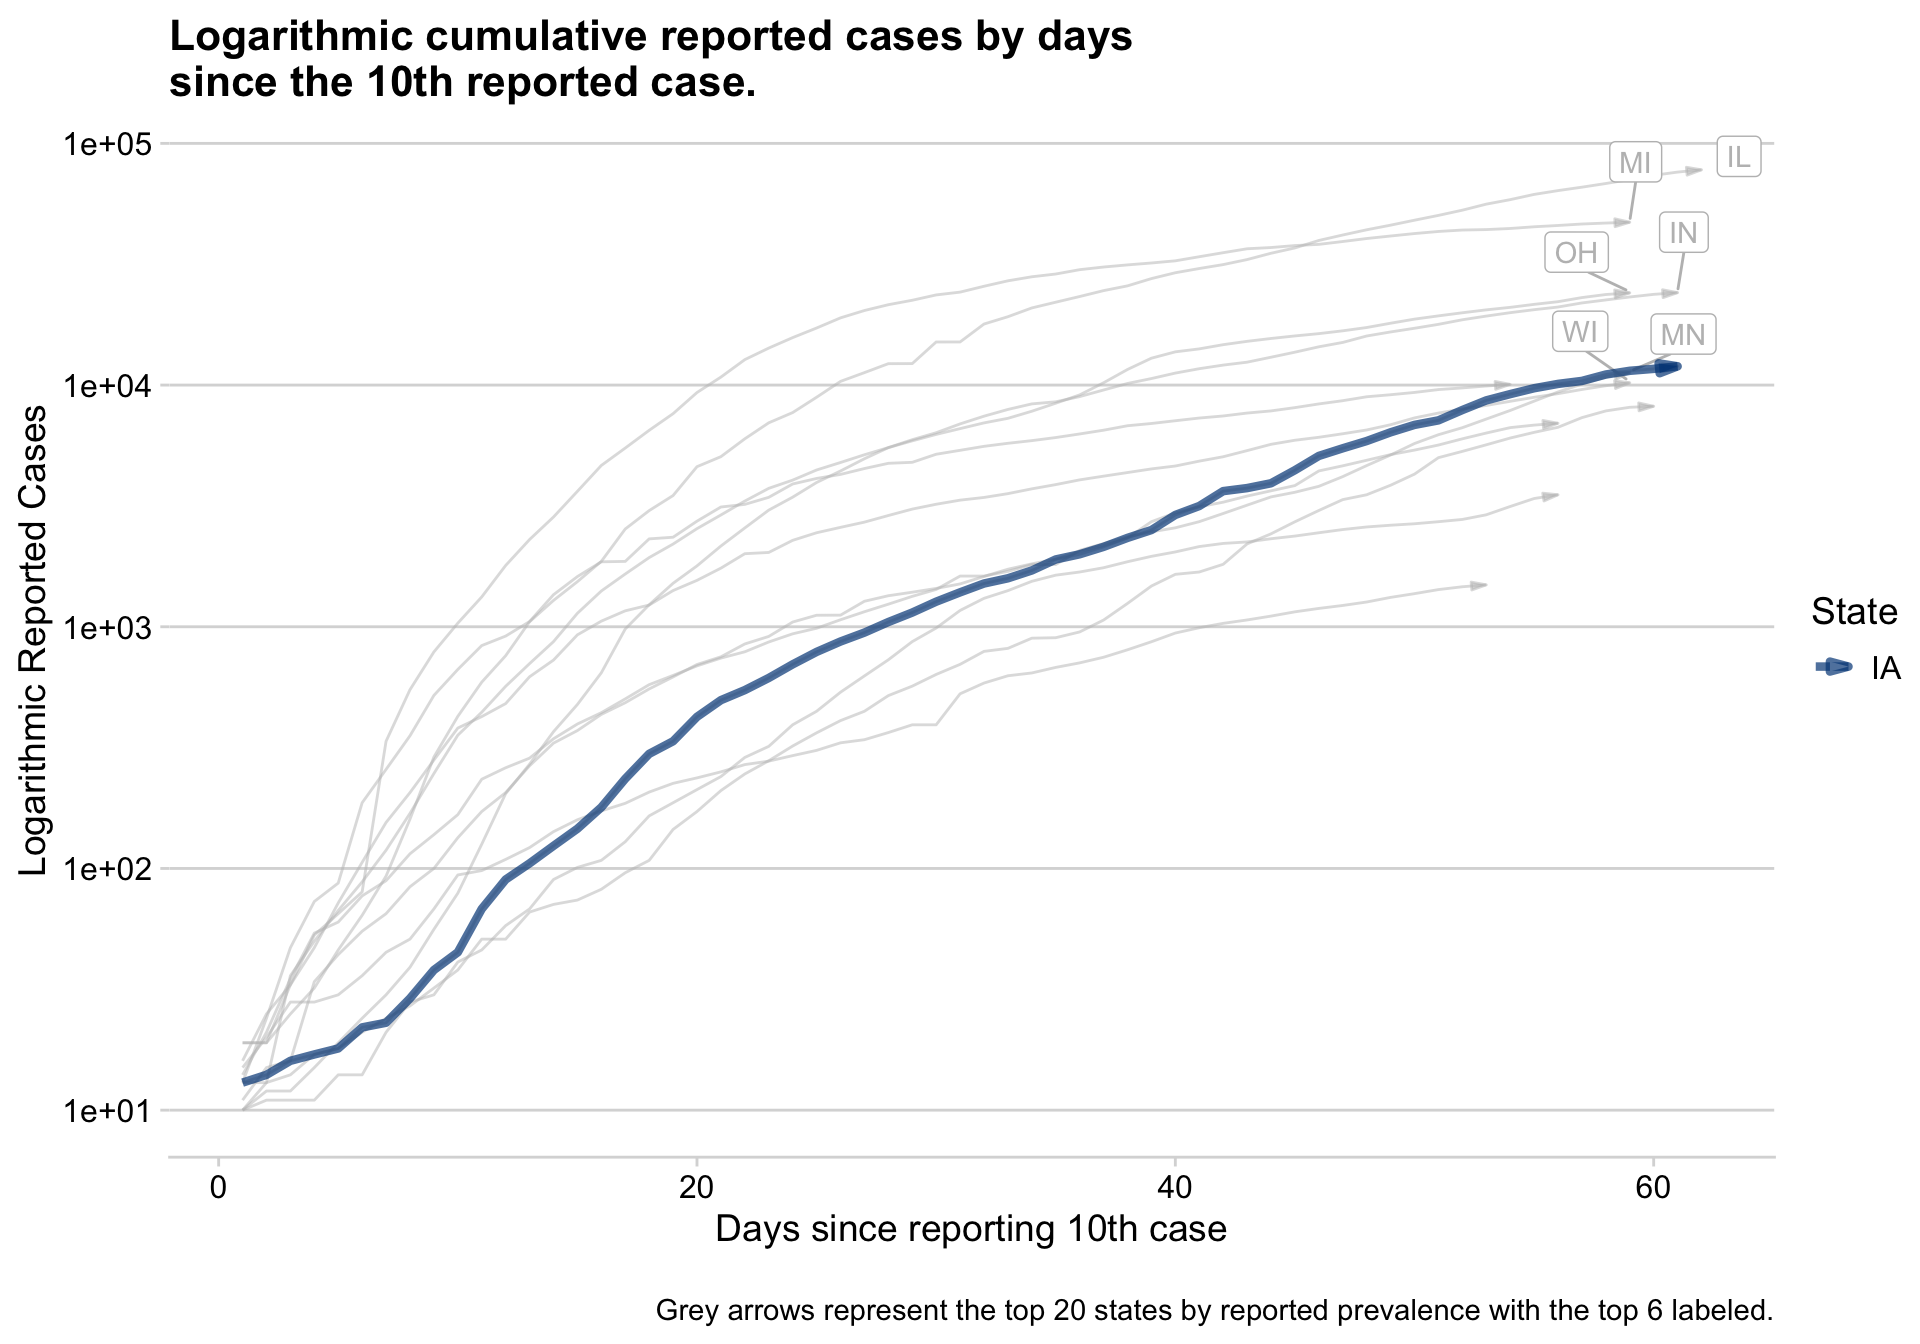 Logarithmic cumulative reported cases by days
since the 10th reported case.
1e+05
1e+04
1e+03
1e+02
1e+01
Logarithmic Reported Cases
MI
IL
IN
OH
WI
MN
State
IA
0
20
40
60
Days since reporting 10th case
Grey arrows represent the top 20 states by reported prevalence with the top 6 labeled.